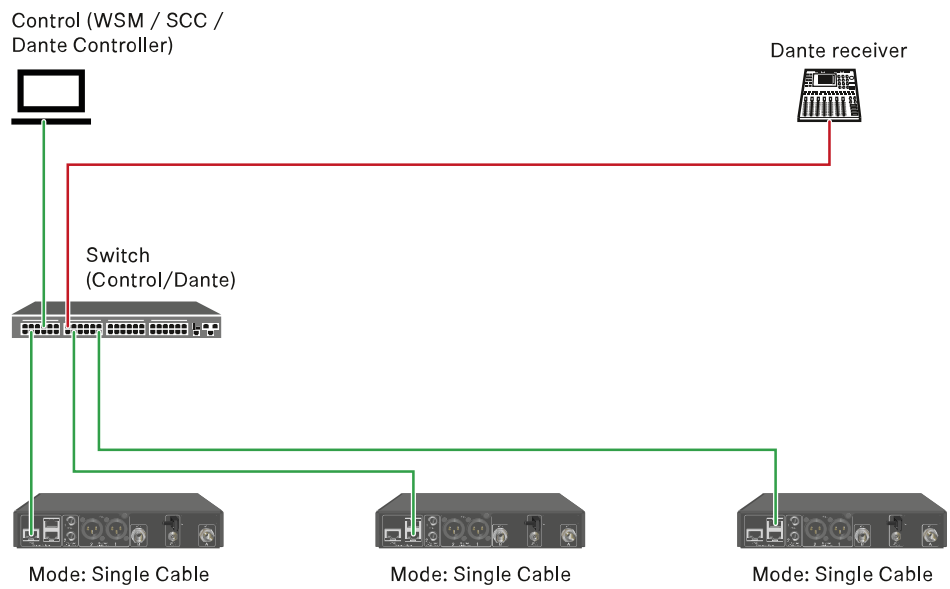 Control (WSM / SCC /
Dante Controller)
Dante receiver
Switch
(Control/Dante)
Mode: Single Cable
Mode: Single Cable
Mode: Single Cable